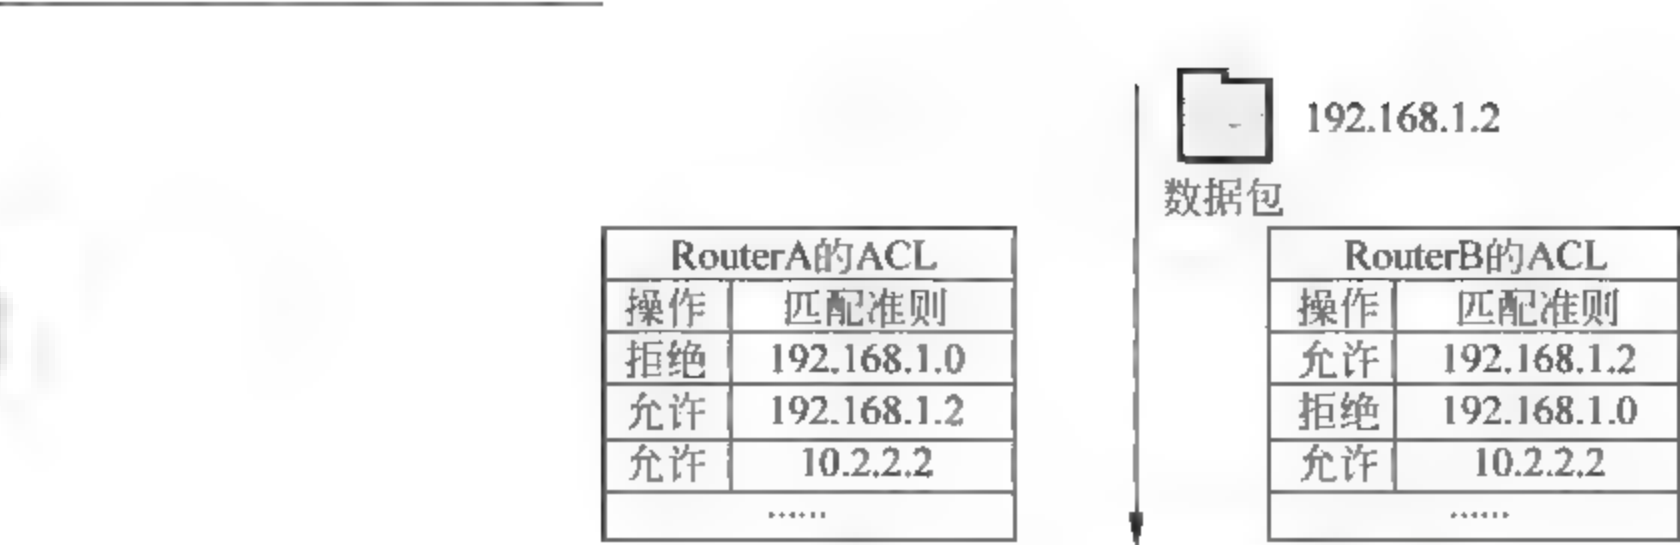 192.168.1.2
数据包
RouterA的ACL
操作 匹配准则
拒绝 192.168.1.0
允许 192.168.1.2
允许 10.2.2.2
……
RouterB的ACL
操作 匹配准则
允许 192.168.1.2
拒绝 192.168.1.0
允许 10.2.2.2
……